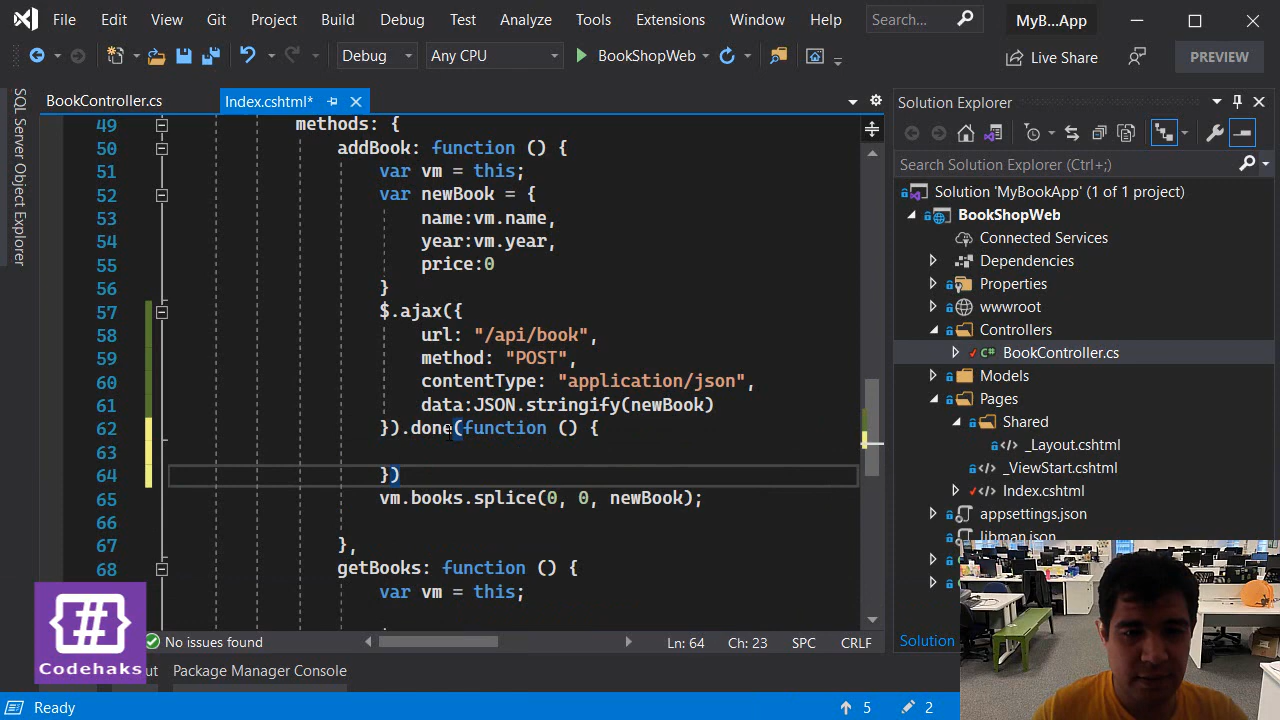 File Edit View Git Project Build Debug Test Analyze Tools Extensions Window Help Search... MyB...App
Debug Any CPU BookShopWeb Live Share PREVIEW
SQL Server Object Explorer
BookController.cs Index.cshtml*
49 methods: {
50 addBook: function () {
51 var vm = this;
52 var newBook = {
53 name:vm.name,
54 year:vm.year,
55 price:0
56 }
57 $.ajax({
58 url: "/api/book",
59 method: "POST",
60 contentType: "application/json",
61 data:JSON.stringify(newBook)
62 }).done(function () {
63
64 })
65 vm.books.splice(0, 0, newBook);
66
67 },
68 getBooks: function () {
var vm = this;
No issues found Ln: 64 Ch: 23 SPC CRLF
Package Manager Console
Ready 5 2
Solution Explorer
Search Solution Explorer (Ctrl+;)
Solution 'MyBookApp' (1 of 1 project)
BookShopWeb
Connected Services
Dependencies
Properties
wwwroot
Controllers
C# BookController.cs
Models
Pages
Shared
_Layout.cshtml
_ViewStart.cshtml
Index.cshtml
appsettings.json
libman.json
Solution
{#}
Codehaks